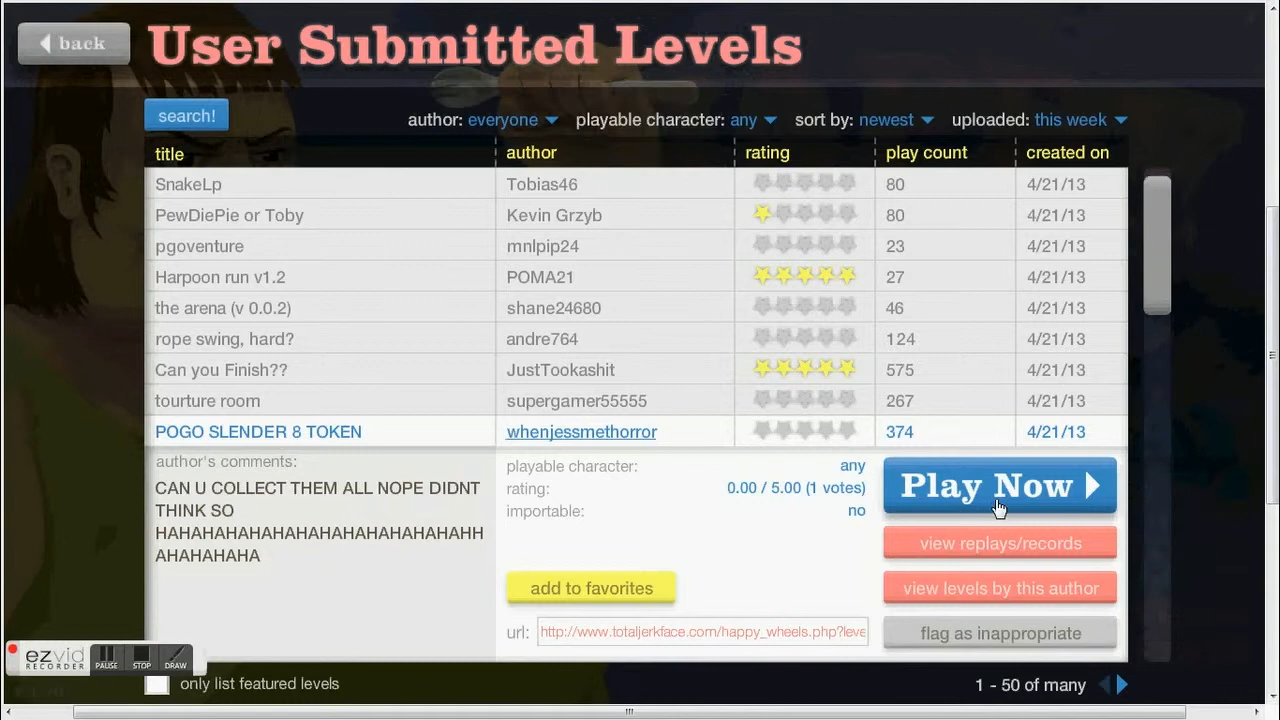 back
User Submitted Levels
search!
author: everyone playable character: any sort by: newest uploaded: this week
title author rating play count created on
SnakeLp Tobias46 80 4/21/13
PewDiePie or Toby Kevin Grzyb 80 4/21/13
pgoventure mnlpip24 23 4/21/13
Harpoon run v1.2 POMA21 27 4/21/13
the arena (v 0.0.2) shane24680 46 4/21/13
rope swing, hard? andre764 124 4/21/13
Can you Finish?? JustTookashit 575 4/21/13
tourture room supergamer55555 267 4/21/13
POGO SLENDER 8 TOKEN whenjessmethorror 374 4/21/13
author's comments:
CAN U COLLECT THEM ALL NOPE DIDNT
THINK SO
HAHAHAHAHAHAHAHAHAHAHAHAHH
AHAHAHAHA
playable character: any
rating: 0.00 / 5.00 (1 votes)
importable: no
add to favorites
url: http://www.totaljerkface.com/happy_wheels.php?leve
Play Now
view replays/records
view levels by this author
flag as inappropriate
ezvid
RECORDER
PAUSE STOP DRAW
only list featured levels
1 - 50 of many